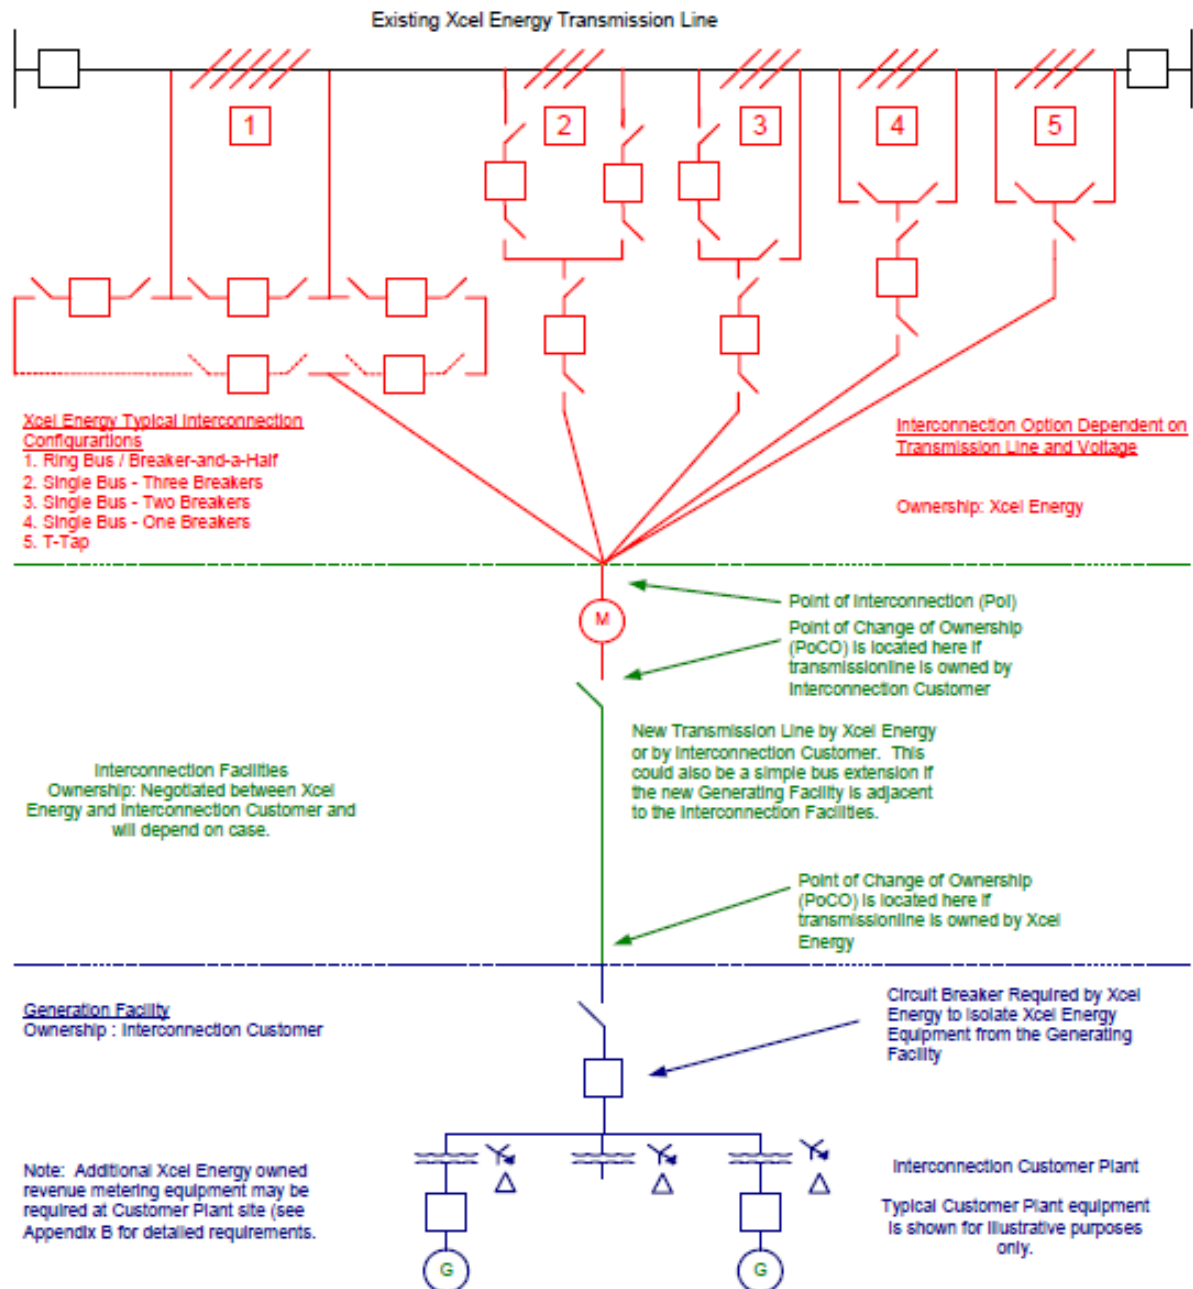 Existing Xcel Energy Transmission Line
1
2
3
4
5
Xcel Energy Typical Interconnection
Configurartions
1. Ring Bus / Breaker-and-a-Half
2. Single Bus - Three Breakers
3. Single Bus - Two Breakers
4. Single Bus - One Breakers
5. T-Tap
Interconnection Option Dependent on
Transmission Line and Voltage
Ownership: Xcel Energy
Point of Interconnection (PoI)
M
Point of Change of Ownership
(PoCO) is located here if
transmissionline is owned by
Interconnection Customer
New Transmission Line by Xcel Energy
or by Interconnection Customer.  This
could also be a simple bus extension if
the new Generating Facility is adjacent
to the Interconnection Facilities.
Interconnection Facilities
Ownership: Negotiated between Xcel
Energy and Interconnection Customer and
will depend on case.
Point of Change of Ownership
(PoCO) is located here if
transmissionline is owned by Xcel
Energy
Generation Facility
Ownership : Interconnection Customer
Circuit Breaker Required by Xcel
Energy to Isolate Xcel Energy
Equipment from the Generating
Facility
Note:  Additional Xcel Energy owned
revenue metering equipment may be
required at Customer Plant site (see
Appendix B for detailed requirements.
Interconnection Customer Plant
Typical Customer Plant equipment
is shown for illustrative purposes
only.
G
G